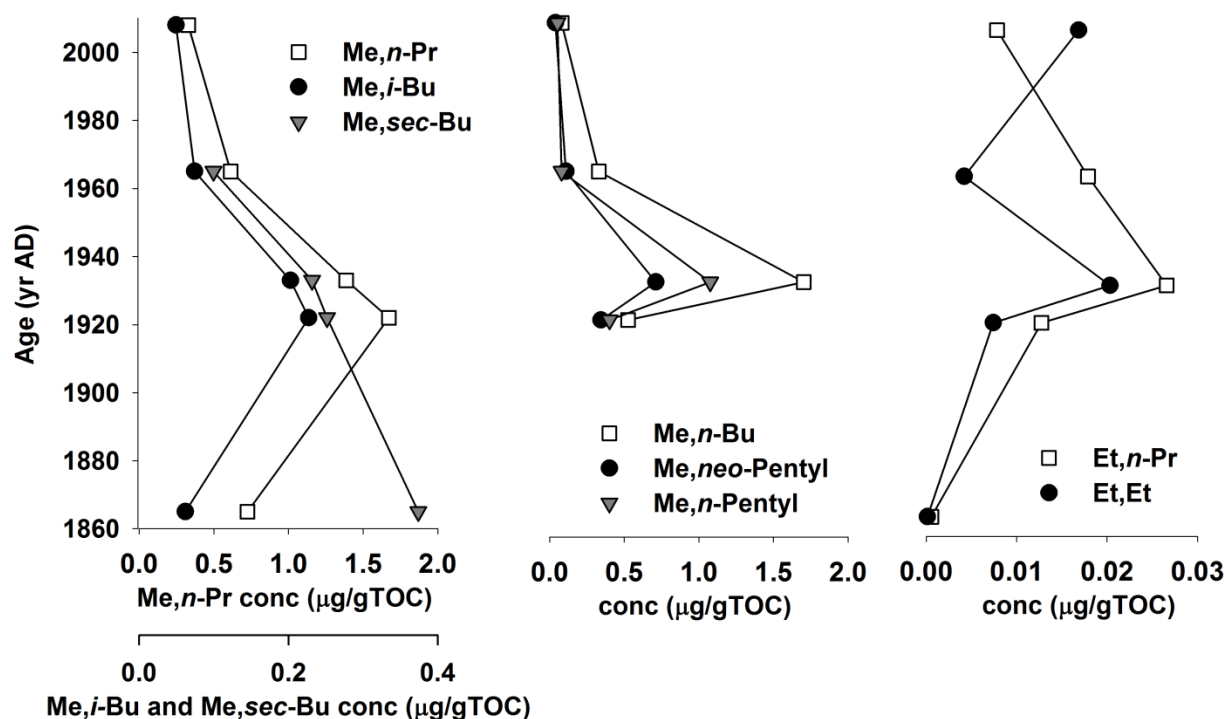 Age (yr AD)
2000
1980
1960
1940
1920
1900
1880
1860
Me,n-Pr
Me,i-Bu
Me,sec-Bu
0.0 0.5 1.0 1.5 2.0
Me,n-Pr conc (μg/gTOC)
0.0 0.2 0.4
Me,i-Bu and Me,sec-Bu conc (μg/gTOC)
Me,n-Bu
Me,neo-Pentyl
Me,n-Pentyl
0.0 0.5 1.0 1.5 2.0
conc (μg/gTOC)
Et,n-Pr
Et,Et
0.00 0.01 0.02 0.03
conc (μg/gTOC)